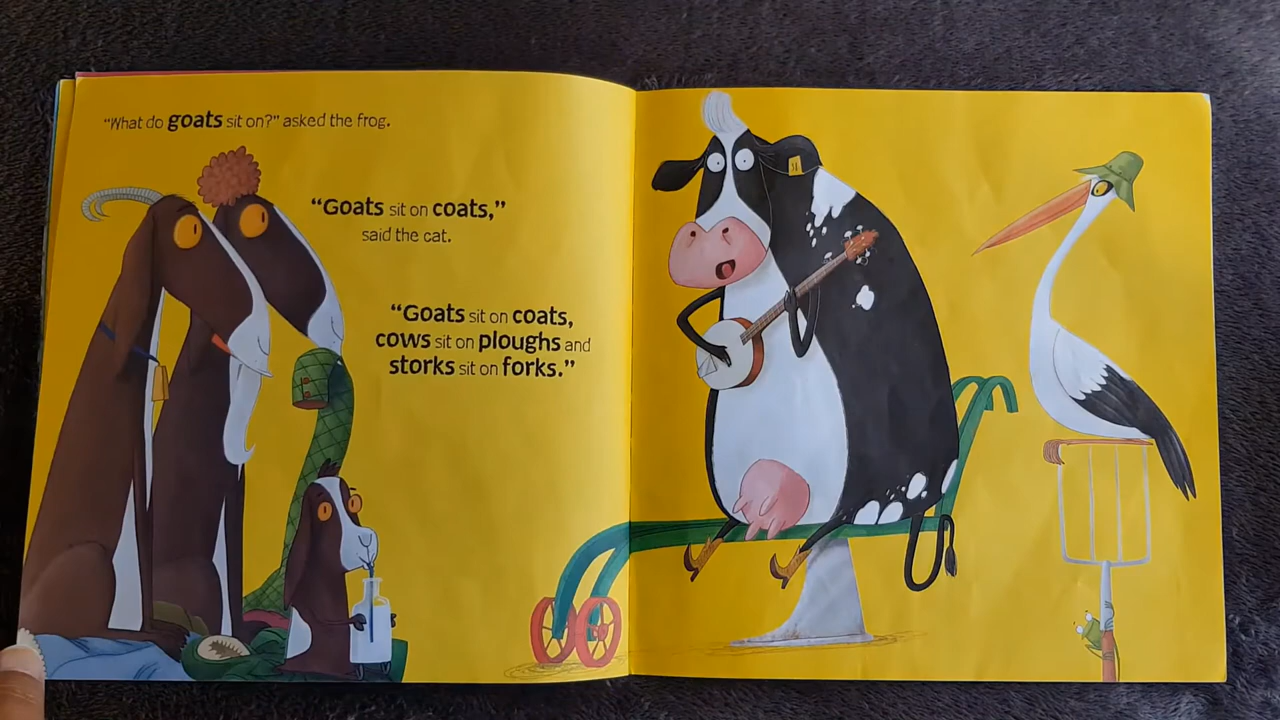 "What do goats sit on?" asked the frog.
"Goats sit on coats,"
said the cat.
"Goats sit on coats,
cows sit on ploughs and
storks sit on forks."